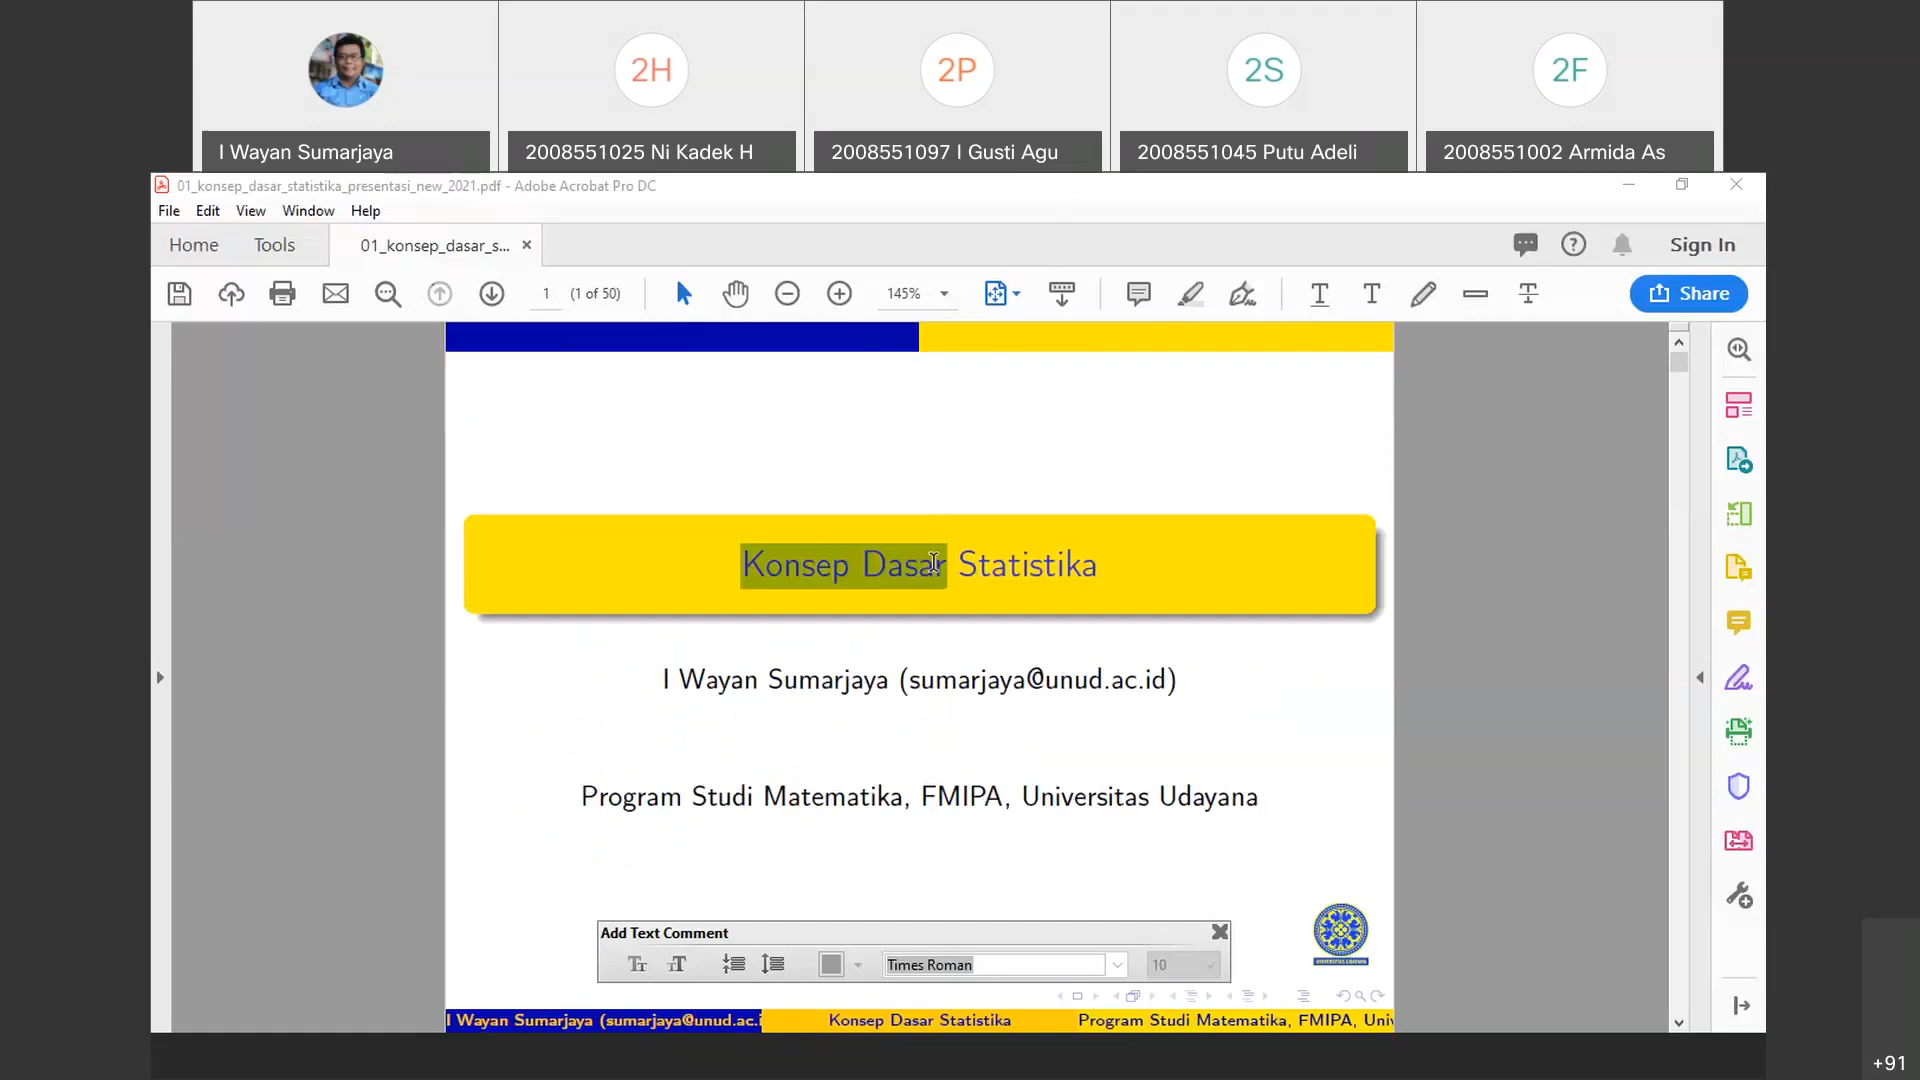 2H
2P
2S
2F
I Wayan Sumarjaya
2008551025 Ni Kadek H
2008551097 I Gusti Agu
2008551045 Putu Adeli
2008551002 Armida As
01_konsep_dasar_statistika_presentasi_new_2021.pdf - Adobe Acrobat Pro DC
File Edit View Window Help
Home Tools 01_konsep_dasar_s... Sign In
1 (1 of 50) 145% Share
Konsep Dasar Statistika
I Wayan Sumarjaya (sumarjaya@unud.ac.id)
Program Studi Matematika, FMIPA, Universitas Udayana
Add Text Comment
Times Roman 10
UNIVERSITAS UDAYANA
I Wayan Sumarjaya (sumarjaya@unud.ac.i
Konsep Dasar Statistika
Program Studi Matematika, FMIPA, Univ
+91